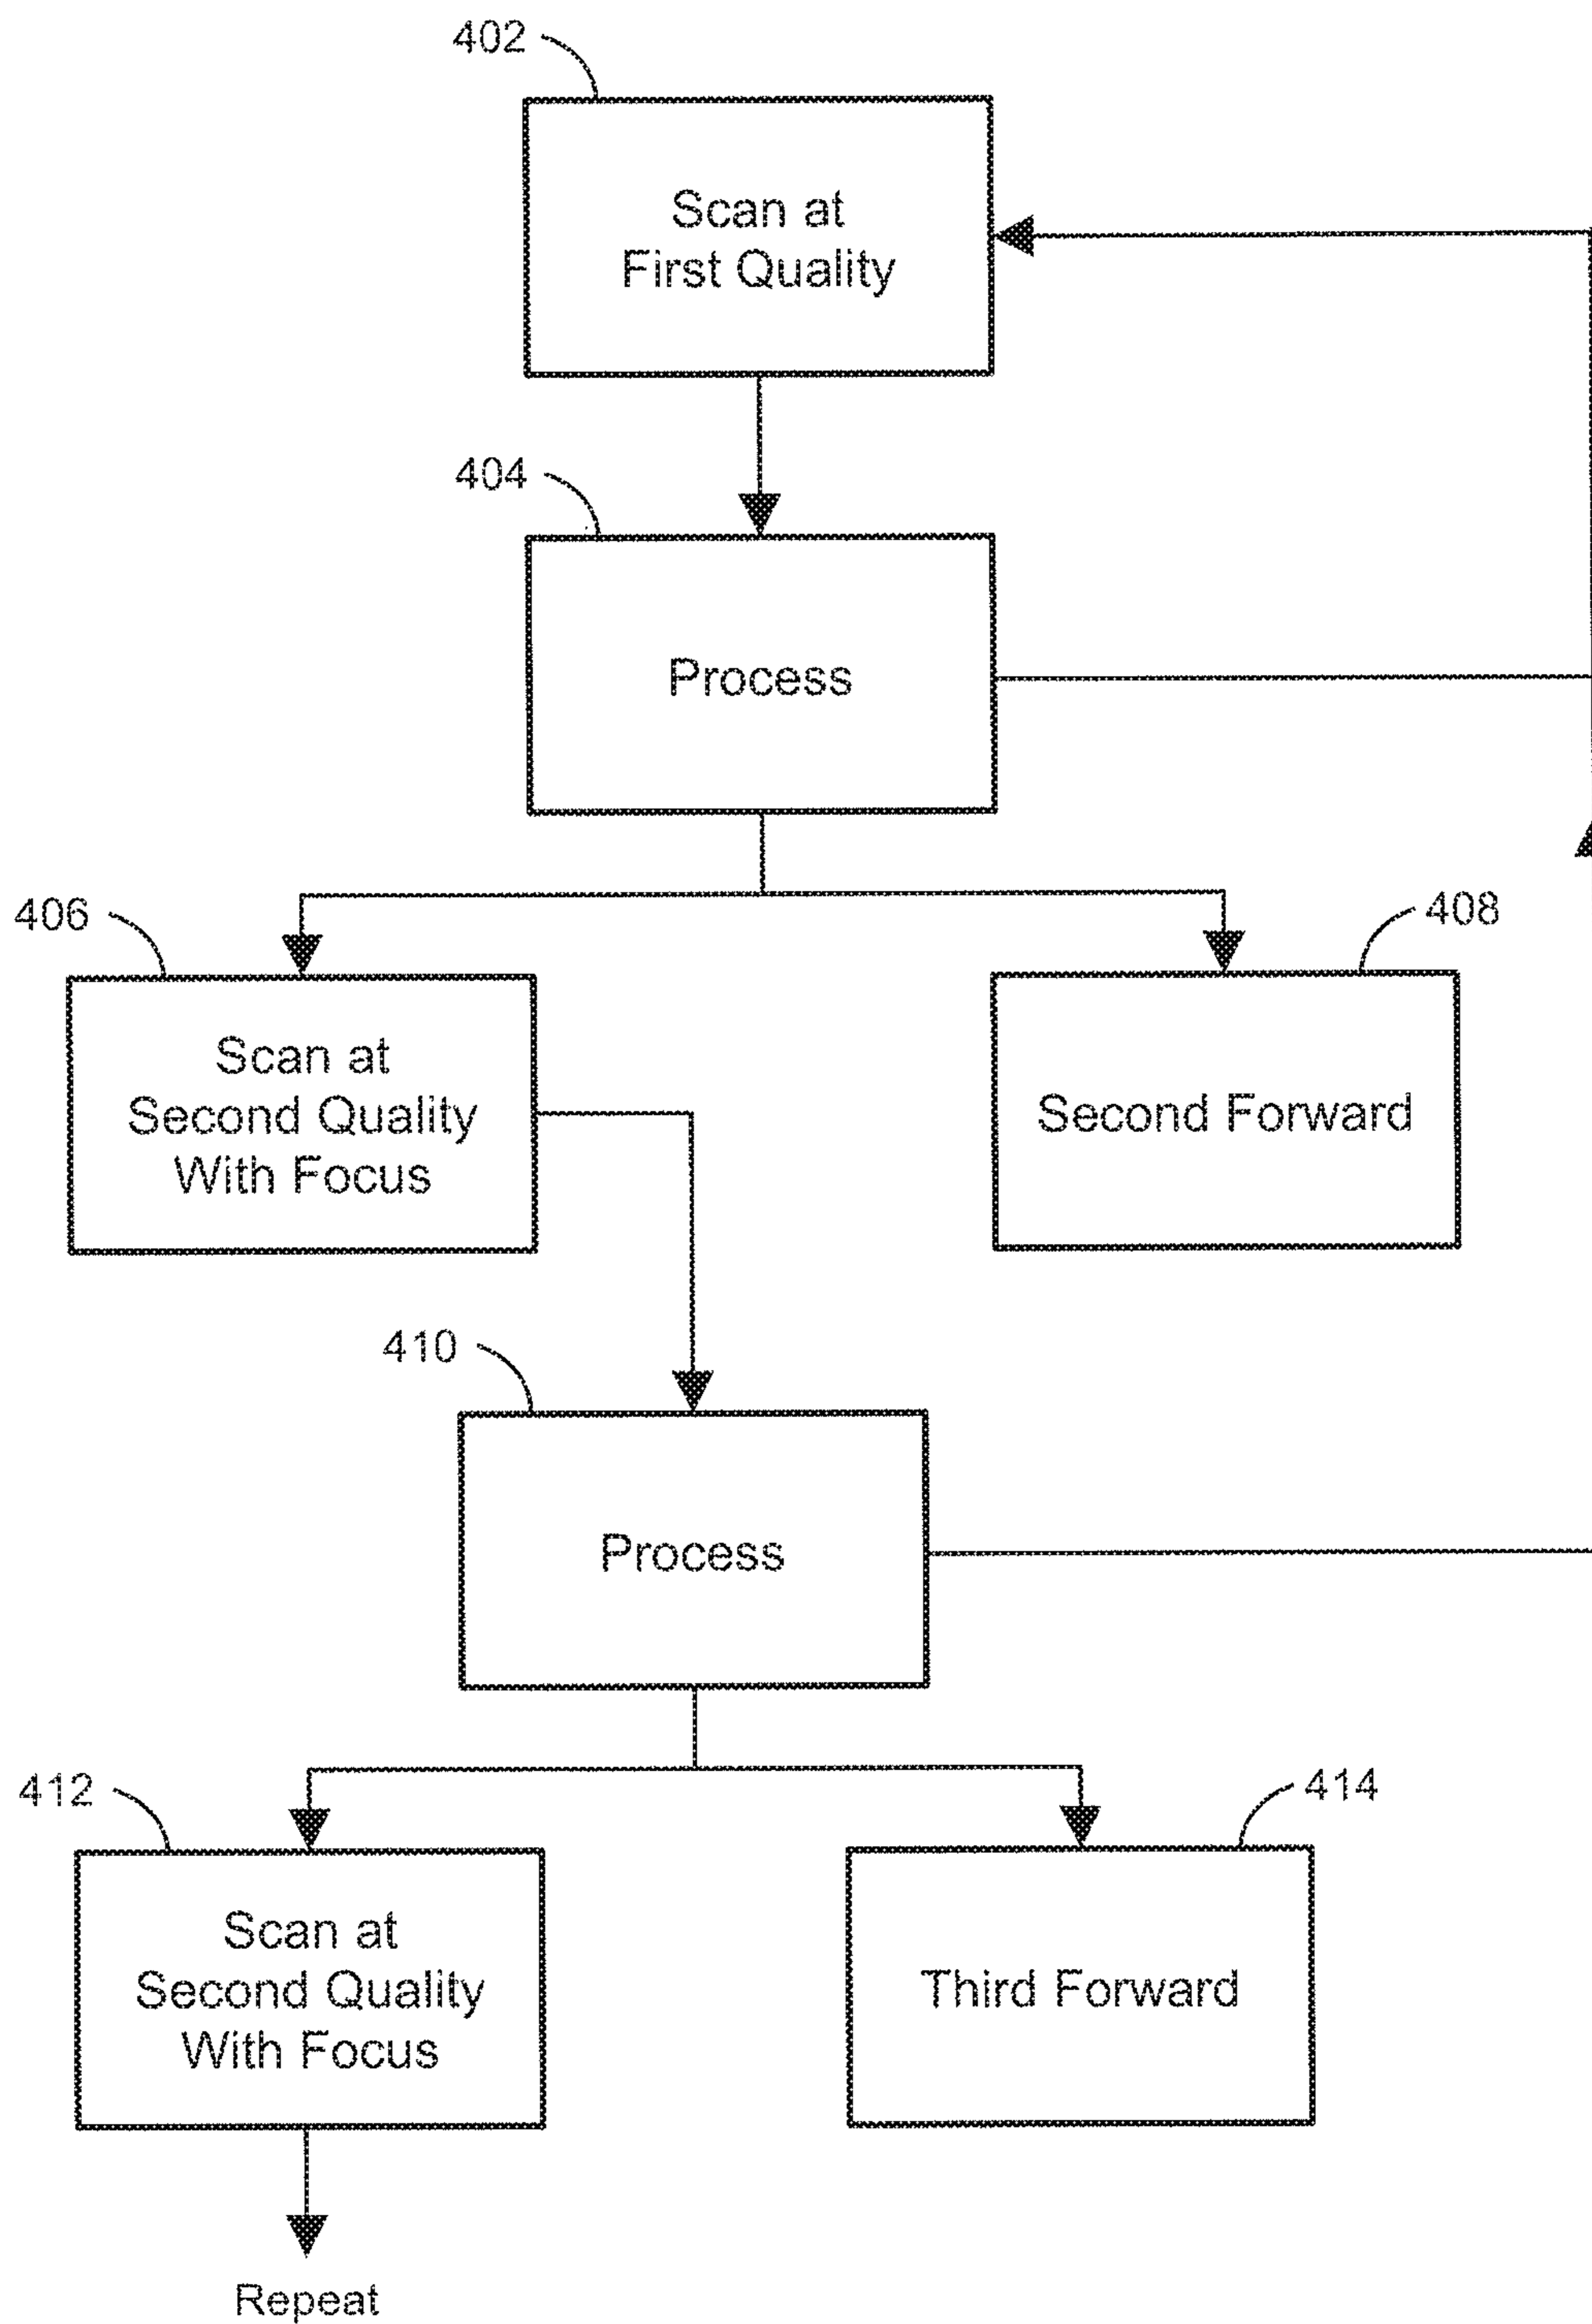 402
Scan at
First Quality
404
Process
406
408
Scan at
Second Quality
With Focus
Second Forward
410
Process
412
414
Scan at
Second Quality
With Focus
Third Forward
Repeat